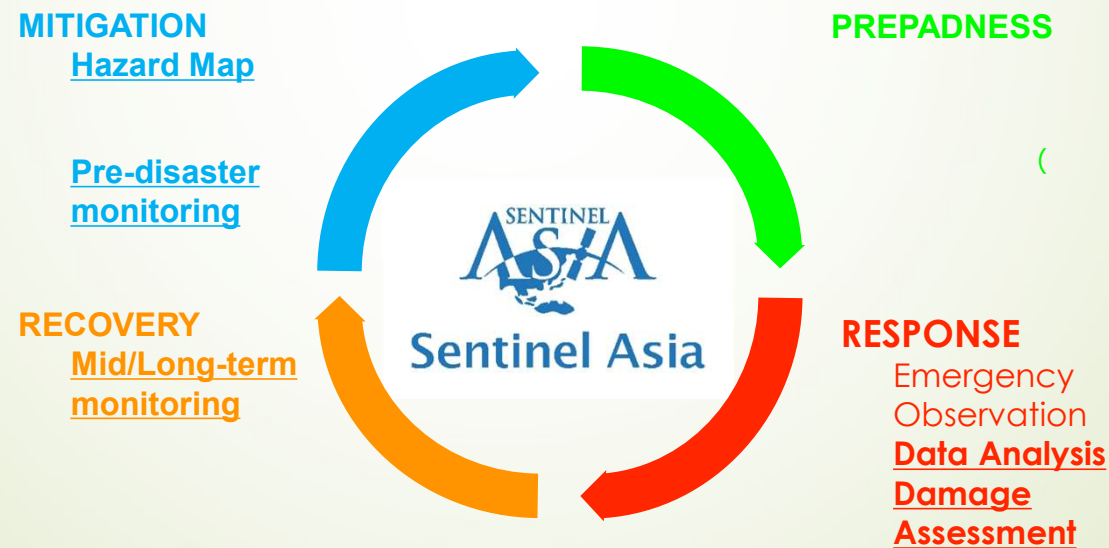 MITIGATION
Hazard Map
Pre-disaster
monitoring
PREPADNESS
(
SENTINEL
ASIA
Sentinel Asia
RECOVERY
Mid/Long-term
monitoring
RESPONSE
Emergency
Observation
Data Analysis
Damage
Assessment